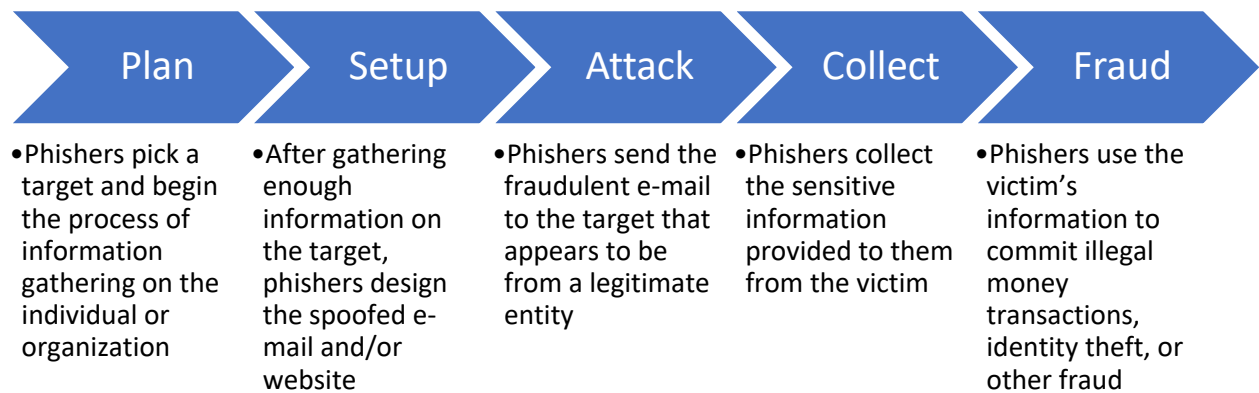 Plan
Setup
Attack
Collect
Fraud
•Phishers pick a
target and begin
the process of
information
gathering on the
individual or
organization
•After gathering
enough
information on
the target,
phishers design
the spoofed e-
mail and/or
website
•Phishers send the
fraudulent e-mail
to the target that
appears to be
from a legitimate
entity
•Phishers collect
the sensitive
information
provided to them
from the victim
•Phishers use the
victim’s
information to
commit illegal
money
transactions,
identity theft, or
other fraud